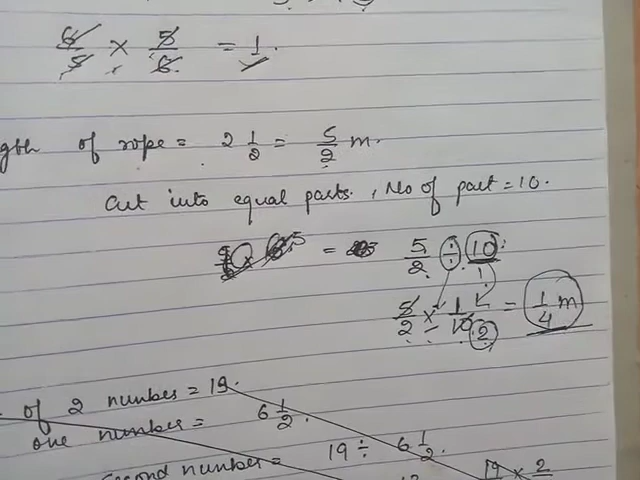 6/5 × 5/6 = 1.
of rope = 2 1/2 = 5/2 m.
Cut into equal parts. , No of part = 10.
= 5/2 ÷ 10/1
5/2 × 1/10 2 = 1/4 m
of 2 number = 19.
one number = 6 1/2.
second number = 19 ÷ 6 1/2.
19 × 2